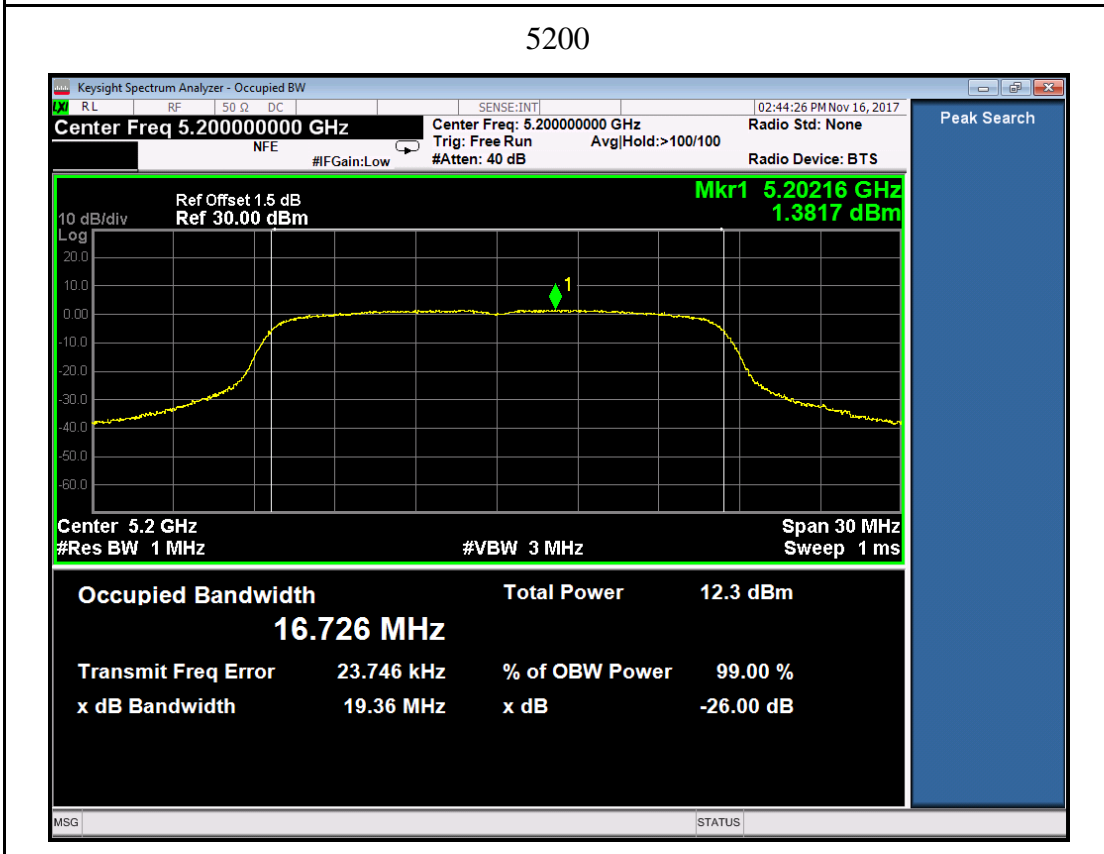 5200
Keysight Spectrum Analyzer - Occupied BW
LXI RL RF 50 Ω DC SENSE:INT 02:44:26 PM Nov 16, 2017
Center Freq 5.200000000 GHz Center Freq: 5.200000000 GHz Radio Std: None
NFE Trig: Free Run Avg|Hold:>100/100
#IFGain:Low #Atten: 40 dB Radio Device: BTS
Peak Search
Mkr1 5.20216 GHz
Ref Offset 1.5 dB
10 dB/div Ref 30.00 dBm 1.3817 dBm
Log
20.0
10.0
1
0.00
-10.0
-20.0
-30.0
-40.0
-50.0
-60.0
Center 5.2 GHz Span 30 MHz
#Res BW 1 MHz #VBW 3 MHz Sweep 1 ms
Occupied Bandwidth Total Power 12.3 dBm
16.726 MHz
Transmit Freq Error 23.746 kHz % of OBW Power 99.00 %
x dB Bandwidth 19.36 MHz x dB -26.00 dB
MSG STATUS